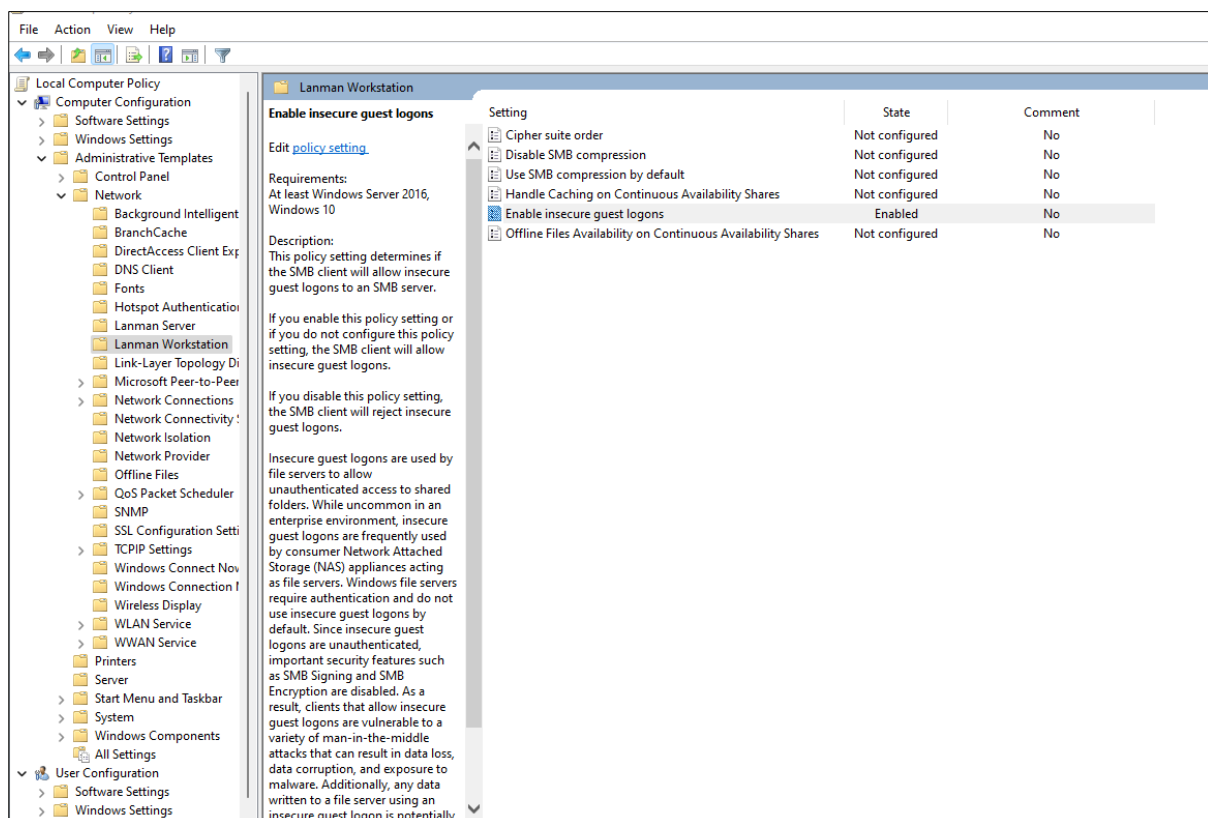 File Action View Help
Local Computer Policy
Computer Configuration
Software Settings
Windows Settings
Administrative Templates
Control Panel
Network
Background Intelligent
BranchCache
DirectAccess Client Exp
DNS Client
Fonts
Hotspot Authentication
Lanman Server
Lanman Workstation
Link-Layer Topology Di
Microsoft Peer-to-Peer
Network Connections
Network Connectivity S
Network Isolation
Network Provider
Offline Files
QoS Packet Scheduler
SNMP
SSL Configuration Setti
TCPIP Settings
Windows Connect Now
Windows Connection M
Wireless Display
WLAN Service
WWAN Service
Printers
Server
Start Menu and Taskbar
System
Windows Components
All Settings
User Configuration
Software Settings
Windows Settings
Lanman Workstation
Enable insecure guest logons
Edit policy setting
Requirements:
At least Windows Server 2016,
Windows 10
Description:
This policy setting determines if
the SMB client will allow insecure
guest logons to an SMB server.
If you enable this policy setting or
if you do not configure this policy
setting, the SMB client will allow
insecure guest logons.
If you disable this policy setting,
the SMB client will reject insecure
guest logons.
Insecure guest logons are used by
file servers to allow
unauthenticated access to shared
folders. While uncommon in an
enterprise environment, insecure
guest logons are frequently used
by consumer Network Attached
Storage (NAS) appliances acting
as file servers. Windows file servers
require authentication and do not
use insecure guest logons by
default. Since insecure guest
logons are unauthenticated,
important security features such
as SMB Signing and SMB
Encryption are disabled. As a
result, clients that allow insecure
guest logons are vulnerable to a
variety of man-in-the-middle
attacks that can result in data loss,
data corruption, and exposure to
malware. Additionally, any data
written to a file server using an
insecure guest logon is potentially
Setting State Comment
Cipher suite order Not configured No
Disable SMB compression Not configured No
Use SMB compression by default Not configured No
Handle Caching on Continuous Availability Shares Not configured No
Enable insecure guest logons Enabled No
Offline Files Availability on Continuous Availability Shares Not configured No